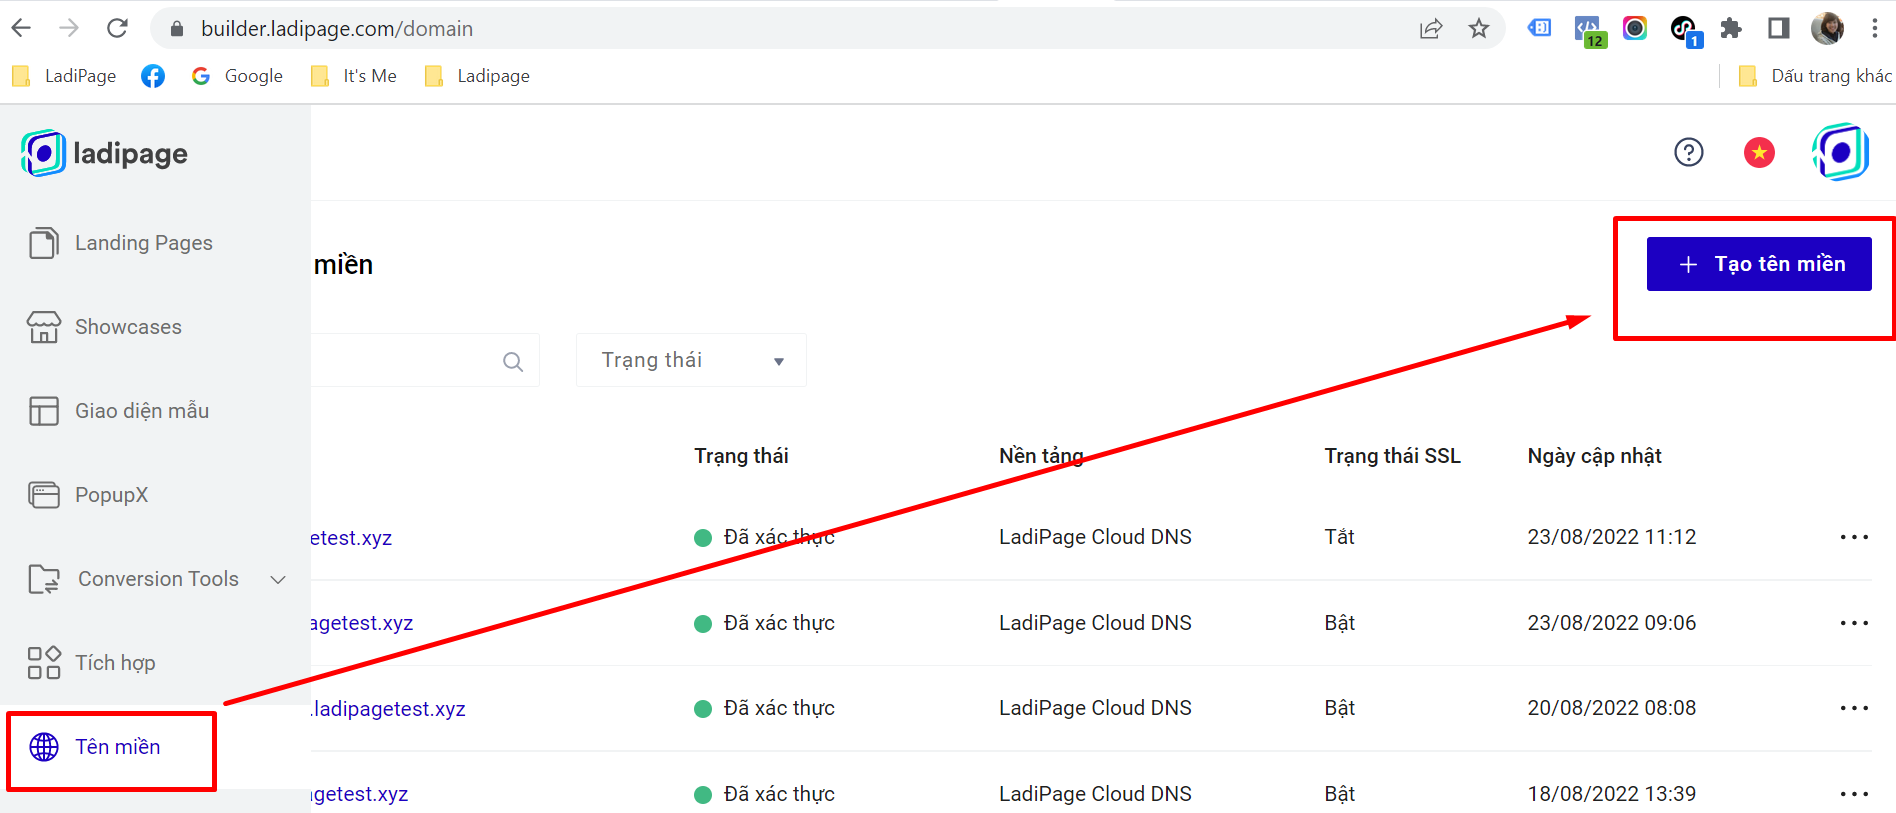 builder.ladipage.com/domain
12
1
LadiPage
Google
It's Me
Ladipage
Dấu trang khác
ladipage
Landing Pages
Showcases
Giao diện mẫu
PopupX
Conversion Tools
Tích hợp
Tên miền
miền
+ Tạo tên miền
Trạng thái
Trạng thái Nền tảng Trạng thái SSL Ngày cập nhật
etest.xyz Đã xác thực LadiPage Cloud DNS Tắt 23/08/2022 11:12
agetest.xyz Đã xác thực LadiPage Cloud DNS Bật 23/08/2022 09:06
.ladipagetest.xyz Đã xác thực LadiPage Cloud DNS Bật 20/08/2022 08:08
agetest.xyz Đã xác thực LadiPage Cloud DNS Bật 18/08/2022 13:39